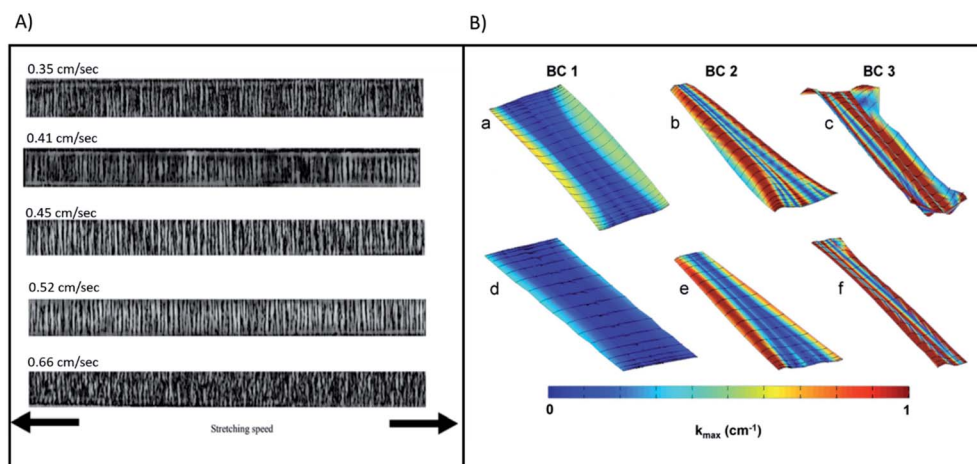 A)
0.35 cm/sec
0.41 cm/sec
0.45 cm/sec
0.52 cm/sec
0.66 cm/sec
Stretching speed
B)
BC 1 BC 2 BC 3
a b c
d e f
0 1
kmax (cm-1)